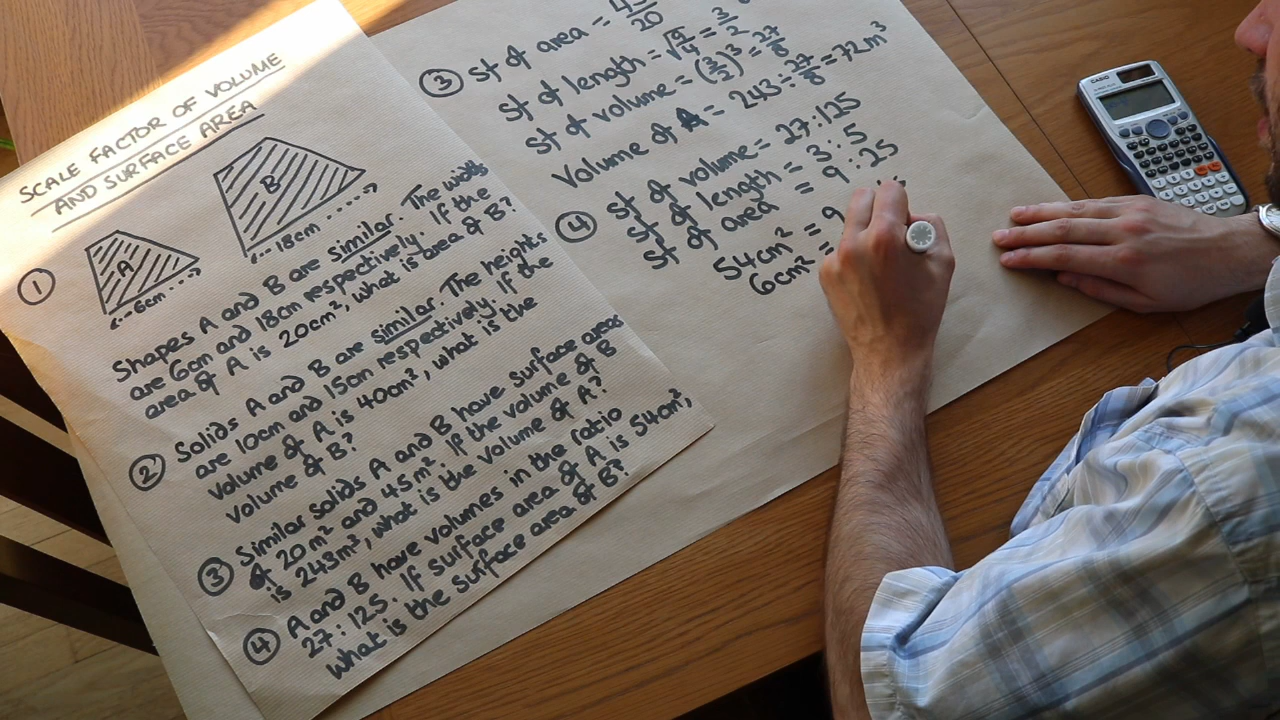 SCALE FACTOR OF VOLUME
AND SURFACE AREA
①
A
←--6cm---→
B
←---18cm----→
Shapes A and B are similar. The widths
are 6cm and 18cm respectively. If the
area of A is 20cm², what is area of B?
② Solids A and B are similar. The heights
are 10cm and 15cm respectively. If the
volume of A is 40cm³, what is the
volume of B?
③ Similar solids A and B have surface areas
of 20m² and 45m². If the volume of B
is 243m³, what is the volume of A?
④ A and B have volumes in the ratio
27:125. If surface area of A is 54cm²,
what is the surface area of B?
③ sf of area = 45/20
sf of length = √9/4 = 3/2
sf of volume = (3/2)³ = 27/8
Volume of A = 243 ÷ 27/8 = 72m³
④ sf of volume = 27:125
sf of length = 3:5
sf of area = 9:25
54cm² = 9
6cm² =
CASIO